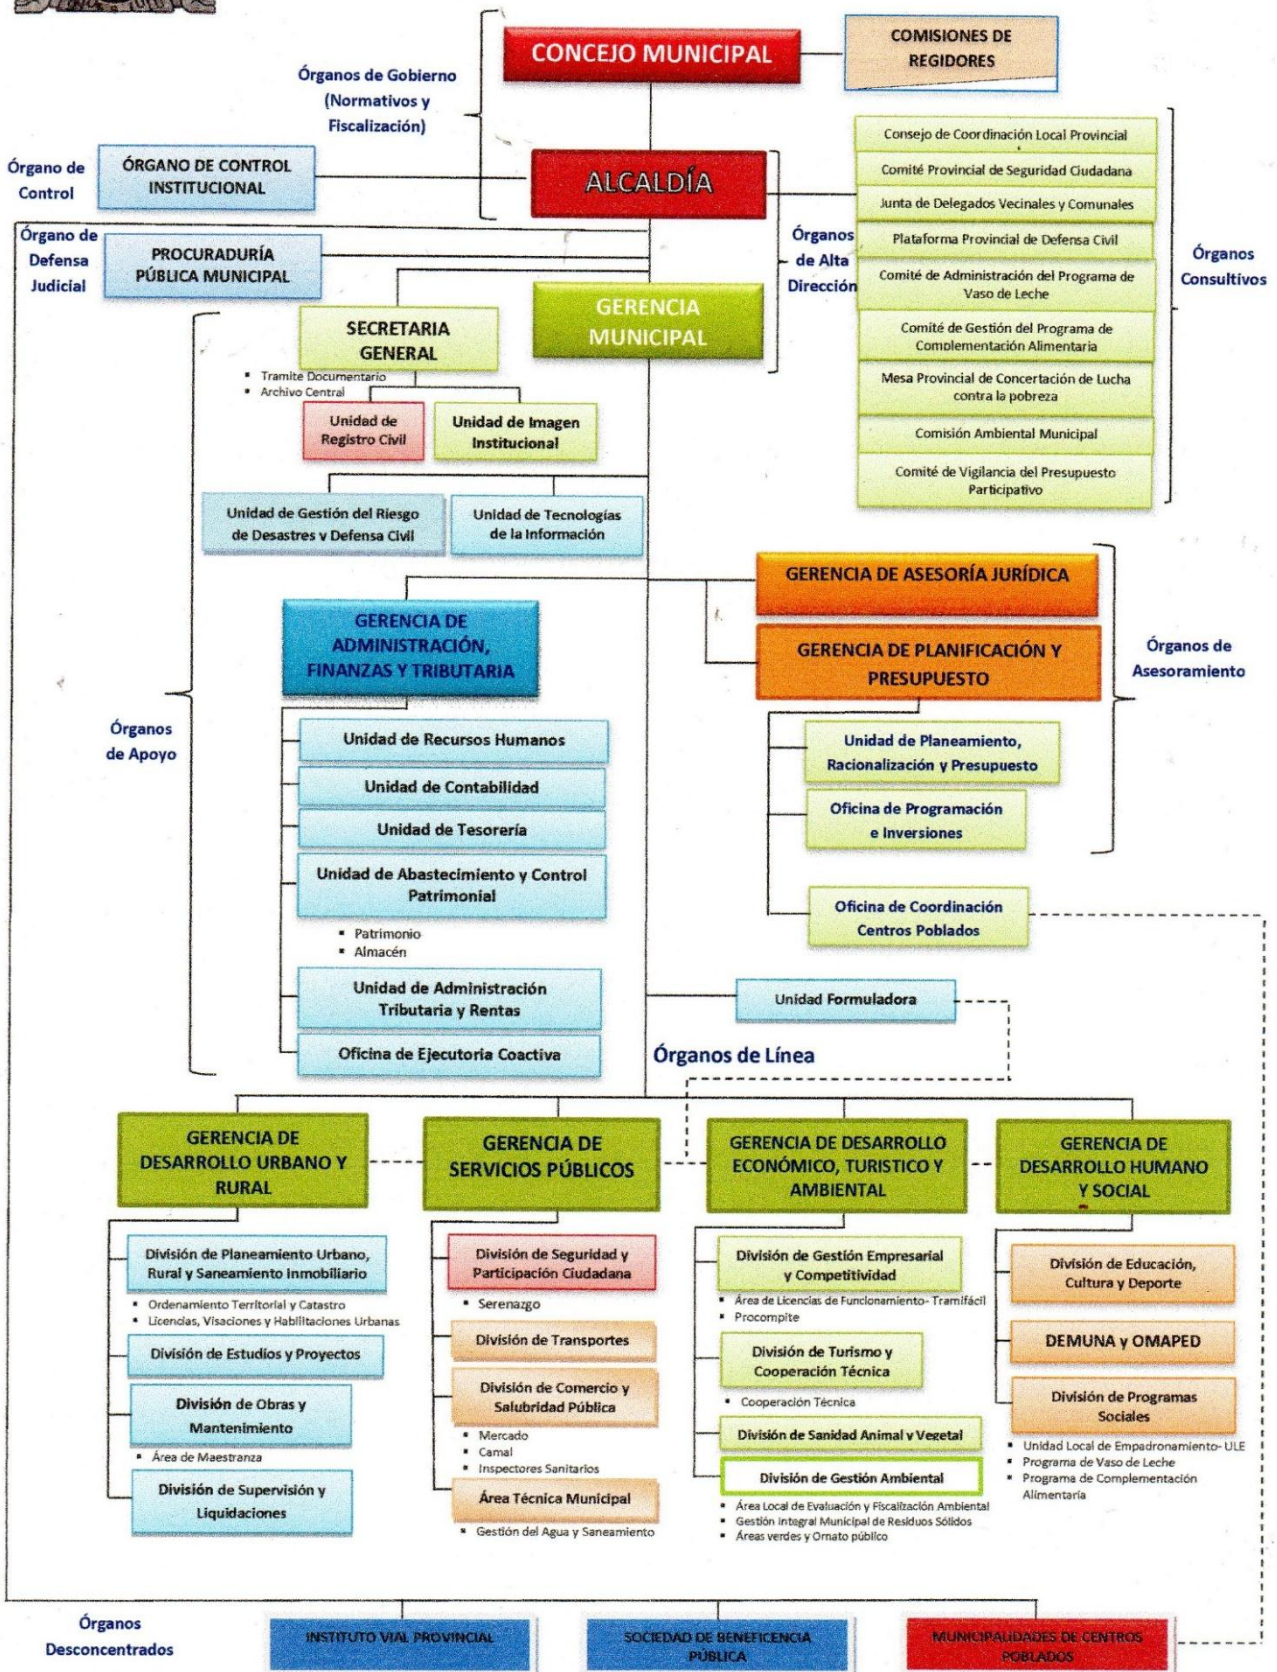 CONCEJO MUNICIPAL
COMISIONES DE
REGIDORES
Órganos de Gobierno
(Normativos y
Fiscalización)
Órgano de
Control
ÓRGANO DE CONTROL
INSTITUCIONAL
ALCALDÍA
Consejo de Coordinación Local Provincial
Comité Provincial de Seguridad Ciudadana
Junta de Delegados Vecinales y Comunales
Plataforma Provincial de Defensa Civil
Comité de Administración del Programa de
Vaso de Leche
Comité de Gestión del Programa de
Complementación Alimentaria
Mesa Provincial de Concertación de Lucha
contra la pobreza
Comisión Ambiental Municipal
Comité de Vigilancia del Presupuesto
Participativo
Órganos
Consultivos
Órgano de
Defensa
Judicial
PROCURADURÍA
PÚBLICA MUNICIPAL
Órganos
de Alta
Dirección
GERENCIA
MUNICIPAL
SECRETARIA
GENERAL
▪ Tramite Documentario
▪ Archivo Central
Unidad de
Registro Civil
Unidad de Imagen
Institucional
Unidad de Gestión del Riesgo
de Desastres v Defensa Civil
Unidad de Tecnologías
de la Información
Órganos
de Apoyo
GERENCIA DE
ADMINISTRACIÓN,
FINANZAS Y TRIBUTARIA
Unidad de Recursos Humanos
Unidad de Contabilidad
Unidad de Tesorería
Unidad de Abastecimiento y Control
Patrimonial
▪ Patrimonio
▪ Almacén
Unidad de Administración
Tributaria y Rentas
Oficina de Ejecutoria Coactiva
GERENCIA DE ASESORÍA JURÍDICA
GERENCIA DE PLANIFICACIÓN Y
PRESUPUESTO
Órganos de
Asesoramiento
Unidad de Planeamiento,
Racionalización y Presupuesto
Oficina de Programación
e Inversiones
Oficina de Coordinación
Centros Poblados
Unidad Formuladora
Órganos de Línea
GERENCIA DE
DESARROLLO URBANO Y
RURAL
División de Planeamiento Urbano,
Rural y Saneamiento Inmobiliario
▪ Ordenamiento Territorial y Catastro
▪ Licencias, Visaciones y Habilitaciones Urbanas
División de Estudios y Proyectos
División de Obras y
Mantenimiento
▪ Área de Maestranza
División de Supervisión y
Liquidaciones
GERENCIA DE
SERVICIOS PÚBLICOS
División de Seguridad y
Participación Ciudadana
▪ Serenazgo
División de Transportes
División de Comercio y
Salubridad Pública
▪ Mercado
▪ Camal
▪ Inspectores Sanitarios
Área Técnica Municipal
▪ Gestión del Agua y Saneamiento
GERENCIA DE DESARROLLO
ECONÓMICO, TURISTICO Y
AMBIENTAL
División de Gestión Empresarial
y Competitividad
▪ Área de Licencias de Funcionamiento- Tramifácil
▪ Procompite
División de Turismo y
Cooperación Técnica
▪ Cooperación Técnica
División de Sanidad Animal y Vegetal
División de Gestión Ambiental
▪ Área Local de Evaluación y Fiscalización Ambiental
▪ Gestión Integral Municipal de Residuos Sólidos
▪ Áreas verdes y Ornato público
GERENCIA DE
DESARROLLO HUMANO
Y SOCIAL
División de Educación,
Cultura y Deporte
DEMUNA y OMAPED
División de Programas
Sociales
▪ Unidad Local de Empadronamiento- ULE
▪ Programa de Vaso de Leche
▪ Programa de Complementación
Alimentaria
Órganos
Desconcentrados
INSTITUTO VIAL PROVINCIAL
SOCIEDAD DE BENEFICENCIA
PÚBLICA
MUNICIPALIDADES DE CENTROS
POBLADOS